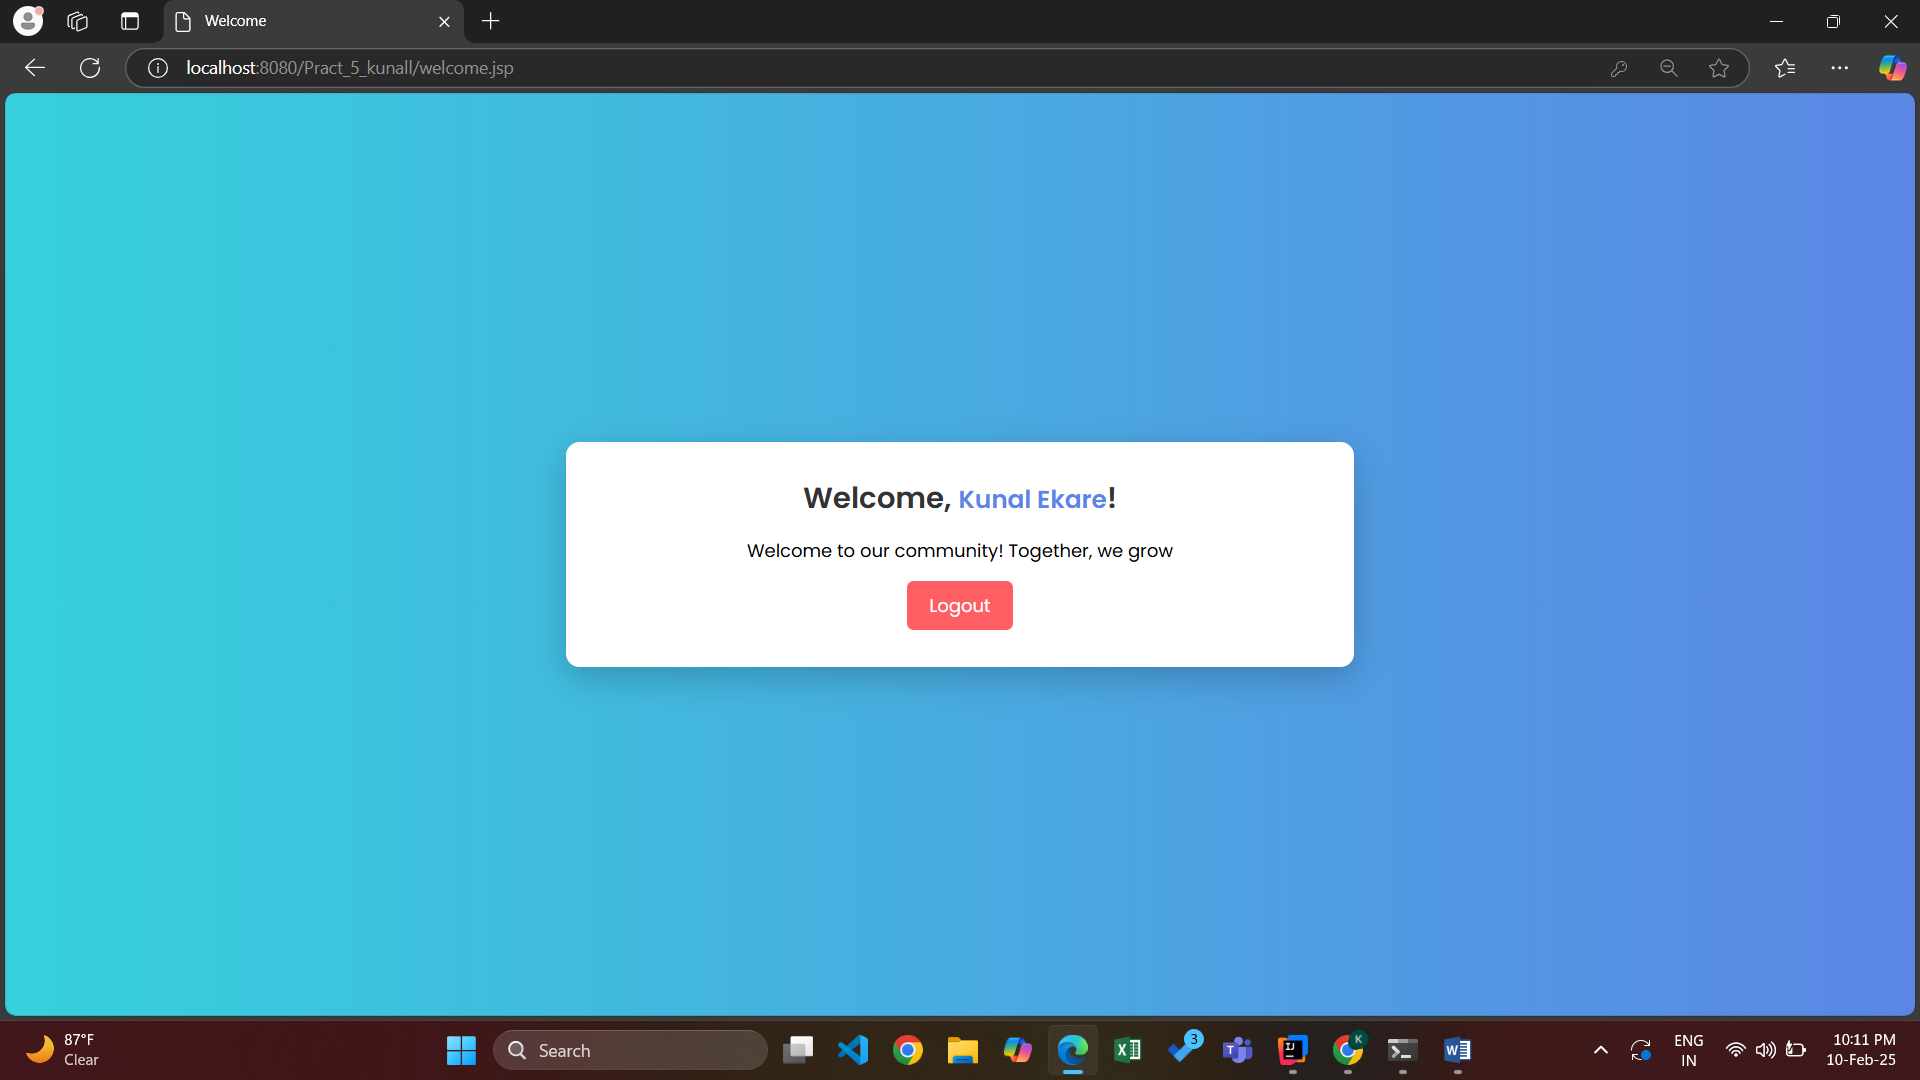 Welcome
localhost:8080/Pract_5_kunall/welcome.jsp
Welcome, Kunal Ekare!
Welcome to our community! Together, we grow
Logout
87°F
Clear
Search
3
K
ENG
IN
10:11 PM
10-Feb-25